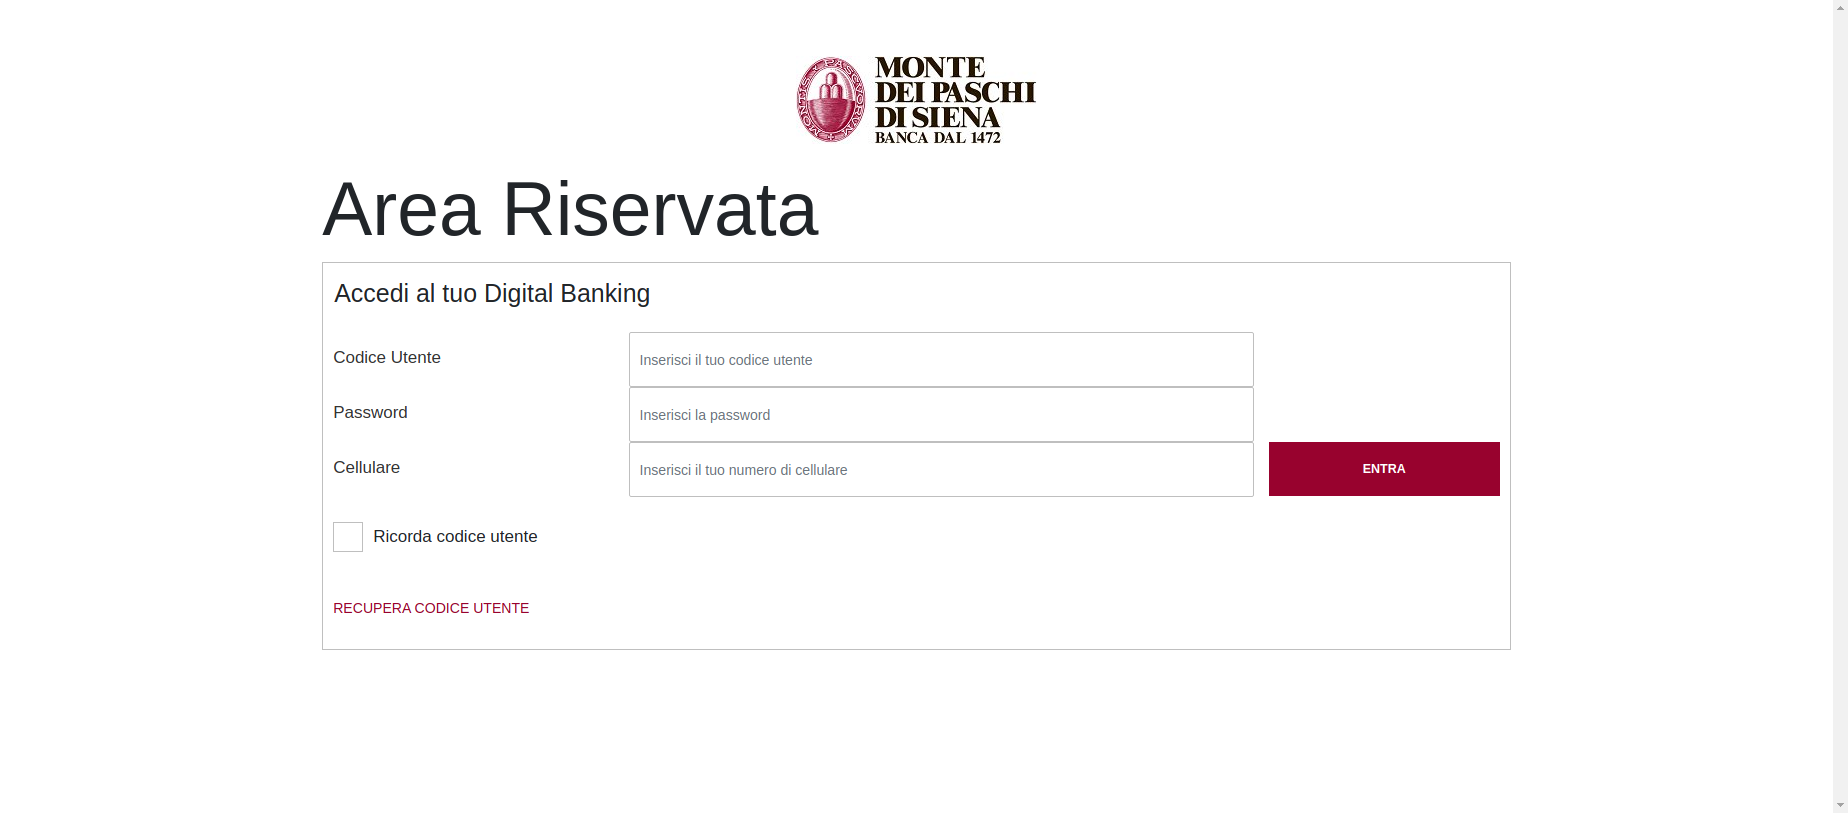 MONTIS PASCVORVM
MONTE
DEI PASCHI
DI SIENA
BANCA DAL 1472
Area Riservata
Accedi al tuo Digital Banking
Codice Utente
Inserisci il tuo codice utente
Password
Inserisci la password
Cellulare
Inserisci il tuo numero di cellulare
ENTRA
Ricorda codice utente
RECUPERA CODICE UTENTE